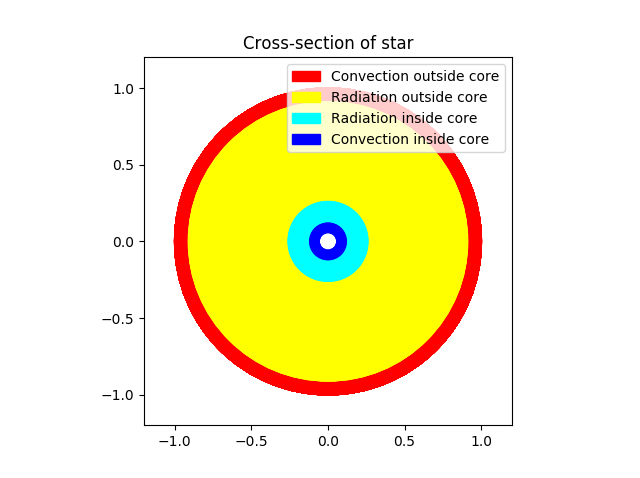 Cross-section of star
Convection outside core
Radiation outside core
Radiation inside core
Convection inside core
1.0
0.5
0.0
−0.5
−1.0
−1.0
−0.5
0.0
0.5
1.0